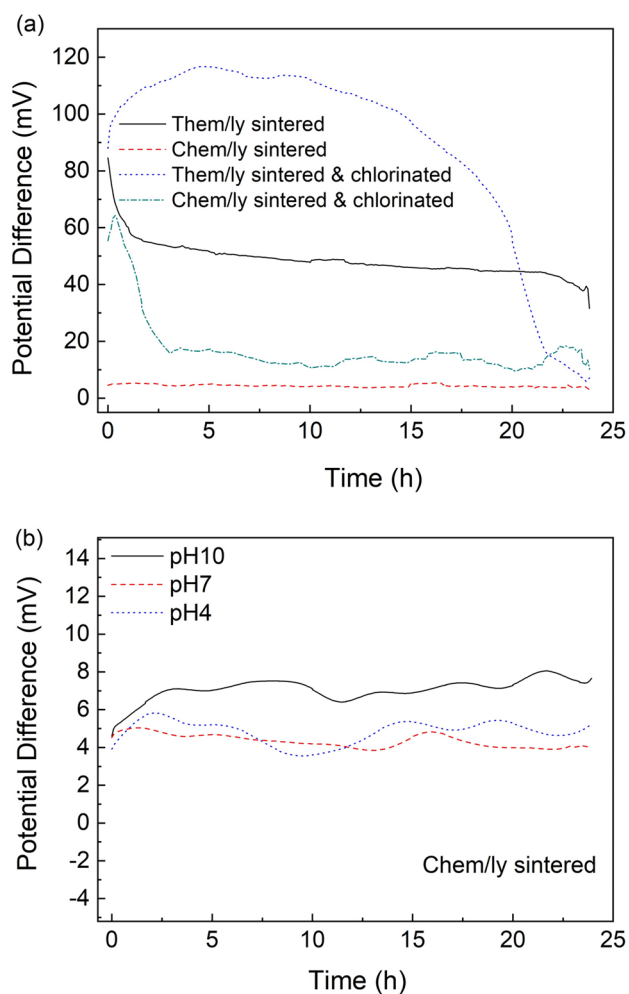 (a)
120
100
80
60
40
20
0
Potential Difference (mV)
Them/ly sintered
Chem/ly sintered
Them/ly sintered & chlorinated
Chem/ly sintered & chlorinated
0 5 10 15 20 25
Time (h)
(b)
14
12
10
8
6
4
2
0
-2
-4
Potential Difference (mV)
pH10
pH7
pH4
Chem/ly sintered
0 5 10 15 20 25
Time (h)